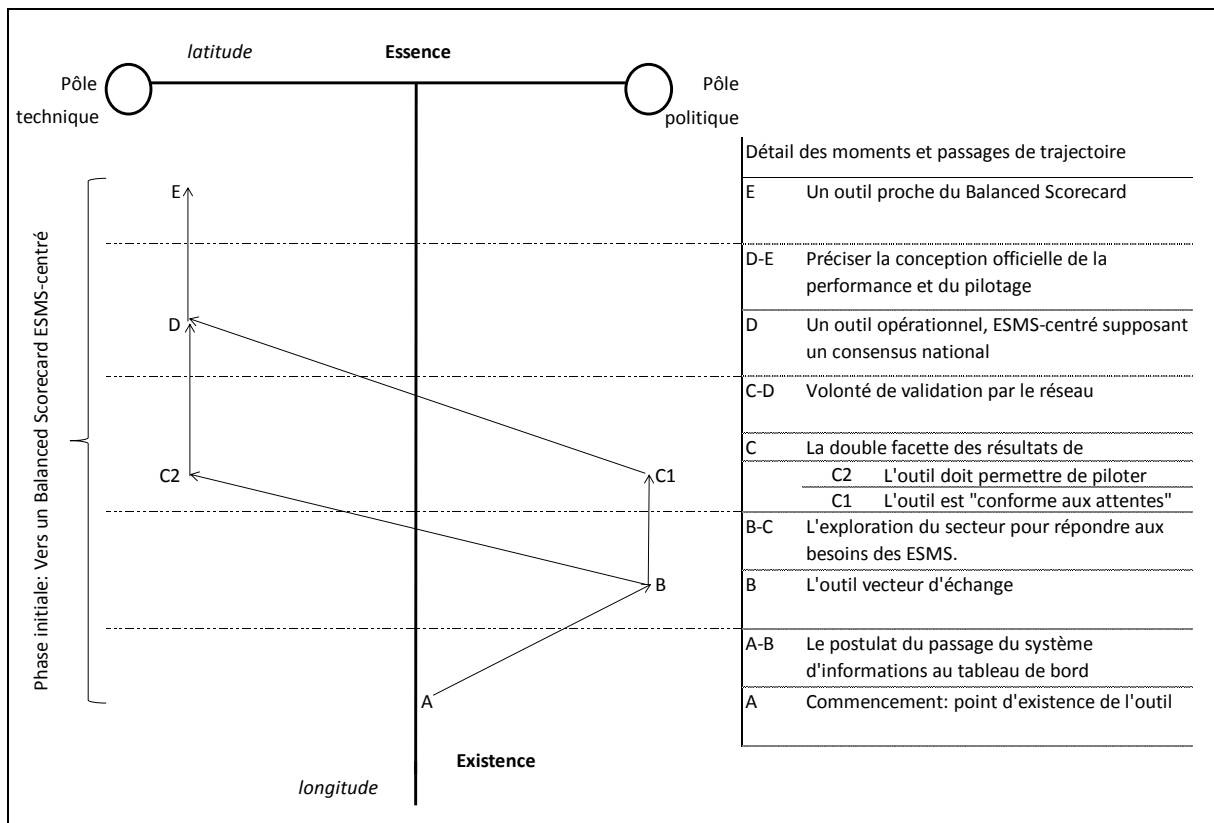 latitude
Essence
Pôle
technique
Pôle
politique
Détail des moments et passages de trajectoire
Phase initiale: Vers un Balanced Scorecard ESMS-centré
E
D
C2
C1
B
A
E Un outil proche du Balanced Scorecard
D-E Préciser la conception officielle de la
performance et du pilotage
D Un outil opérationnel, ESMS-centré supposant
un consensus national
C-D Volonté de validation par le réseau
C La double facette des résultats de
C2 L'outil doit permettre de piloter
C1 L'outil est "conforme aux attentes"
B-C L'exploration du secteur pour répondre aux
besoins des ESMS.
B L'outil vecteur d'échange
A-B Le postulat du passage du système
d'informations au tableau de bord
A Commencement: point d'existence de l'outil
Existence
longitude